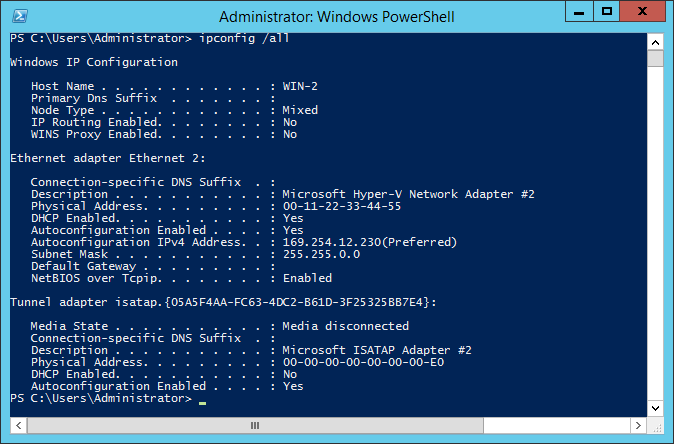 Administrator: Windows PowerShell
PS C:\Users\Administrator> ipconfig /all
Windows IP Configuration
Host Name . . . . . . . . . . . . : WIN-2
Primary Dns Suffix  . . . . . . . :
Node Type . . . . . . . . . . . . : Mixed
IP Routing Enabled. . . . . . . . : No
WINS Proxy Enabled. . . . . . . . : No
Ethernet adapter Ethernet 2:
Connection-specific DNS Suffix  . :
Description . . . . . . . . . . . : Microsoft Hyper-V Network Adapter #2
Physical Address. . . . . . . . . : 00-11-22-33-44-55
DHCP Enabled. . . . . . . . . . . : Yes
Autoconfiguration Enabled . . . . : Yes
Autoconfiguration IPv4 Address. . : 169.254.12.230(Preferred)
Subnet Mask . . . . . . . . . . . : 255.255.0.0
Default Gateway . . . . . . . . . :
NetBIOS over Tcpip. . . . . . . . : Enabled
Tunnel adapter isatap.{05A5F4AA-FC63-4DC2-B61D-3F25325BB7E4}:
Media State . . . . . . . . . . . : Media disconnected
Connection-specific DNS Suffix  . :
Description . . . . . . . . . . . : Microsoft ISATAP Adapter #2
Physical Address. . . . . . . . . : 00-00-00-00-00-00-00-E0
DHCP Enabled. . . . . . . . . . . : No
Autoconfiguration Enabled . . . . : Yes
PS C:\Users\Administrator>